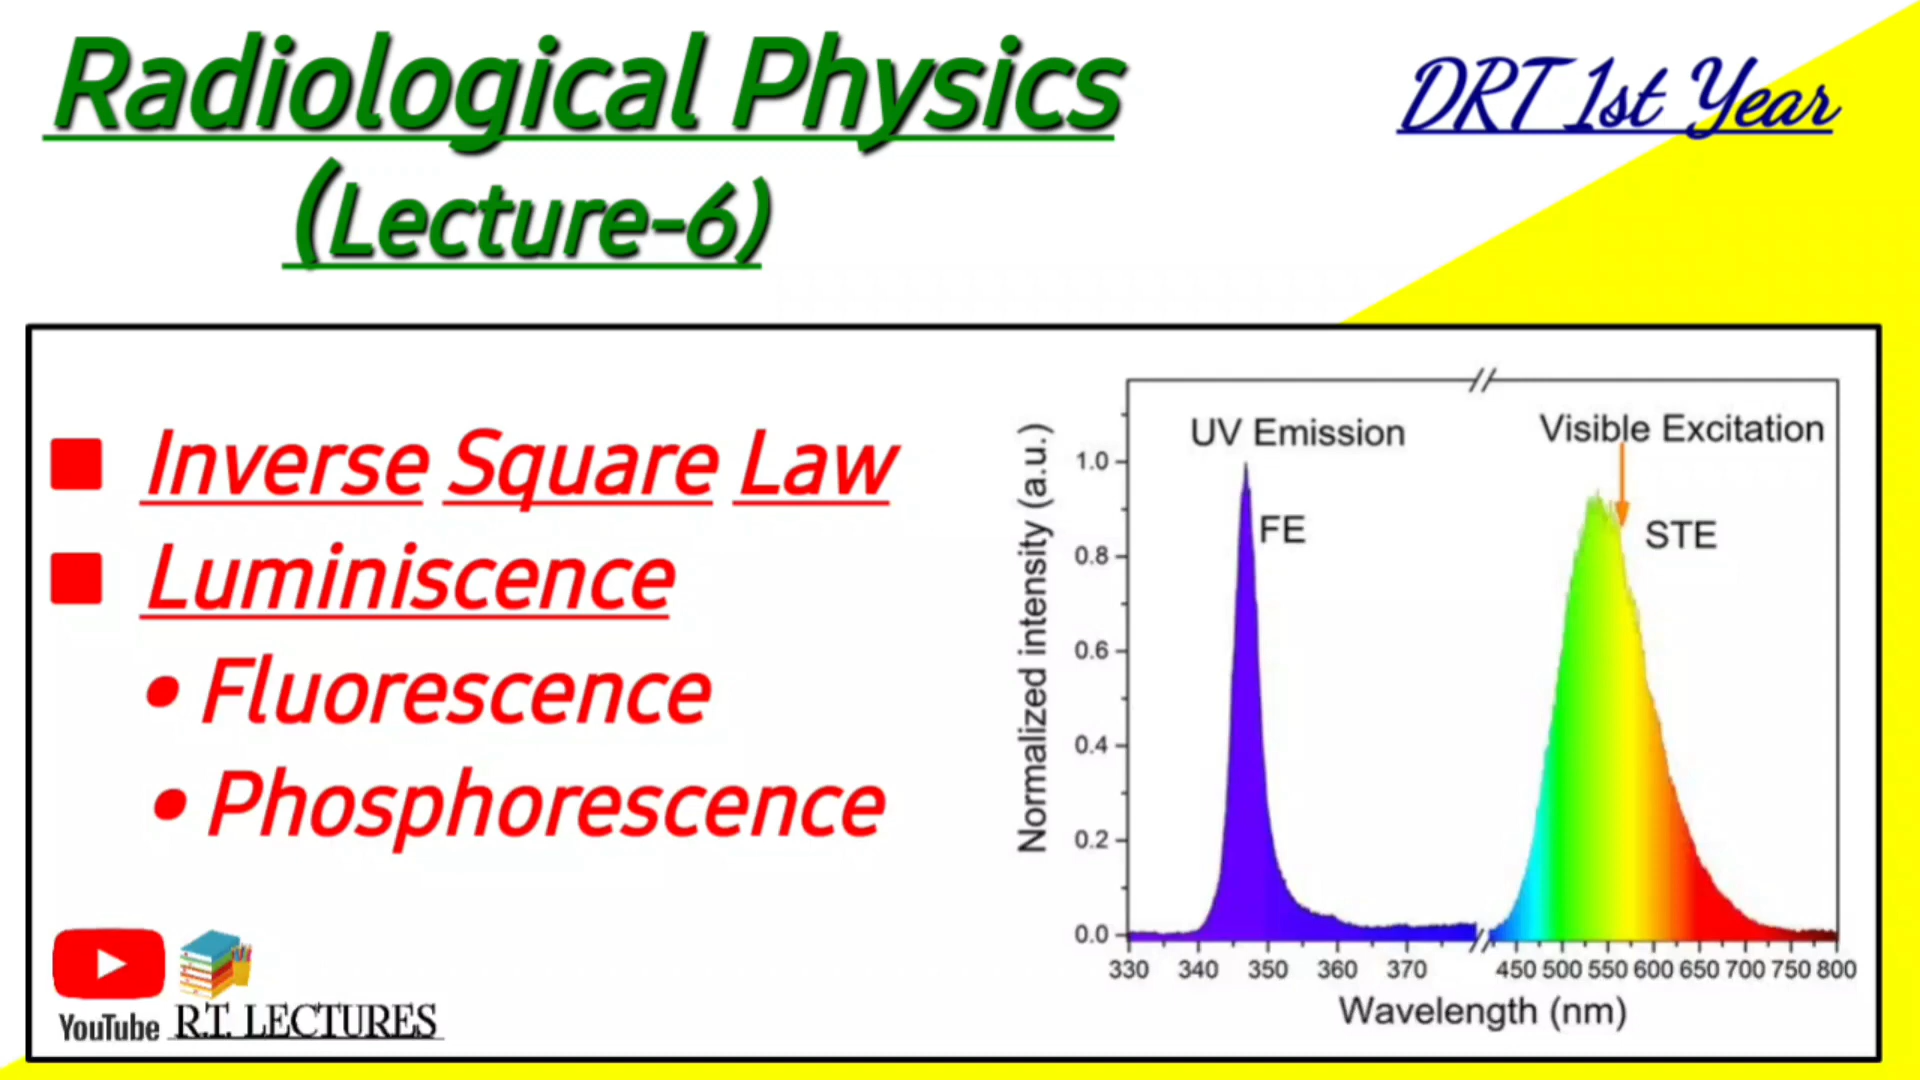 Radiological Physics
(Lecture-6)
DRT 1st Year
Inverse Square Law
Luminiscence
• Fluorescence
• Phosphorescence
YouTube
R.T. LECTURES
UV Emission
Visible Excitation
FE
STE
Normalized intensity (a.u.)
1.0
0.8
0.6
0.4
0.2
0.0
330 340 350 360 370 450 500 550 600 650 700 750 800
Wavelength (nm)